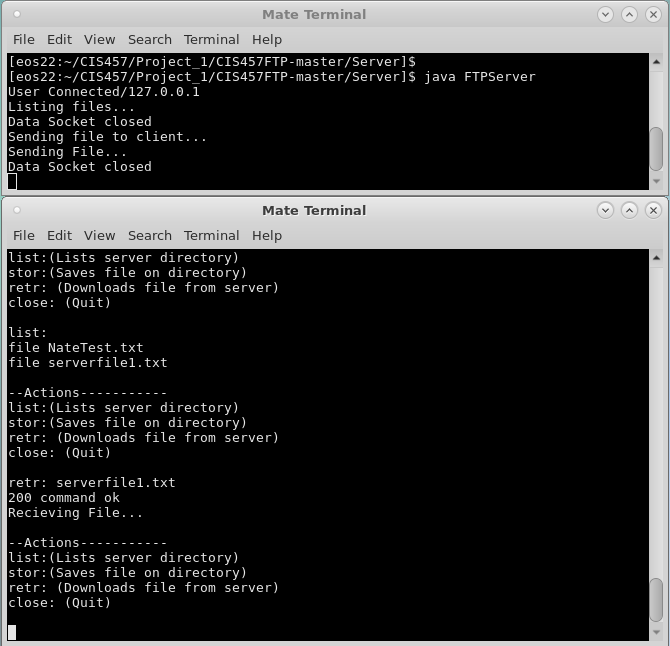 Mate Terminal
File Edit View Search Terminal Help
[eos22:~/CIS457/Project_1/CIS457FTP-master/Server]$
[eos22:~/CIS457/Project_1/CIS457FTP-master/Server]$ java FTPServer
User Connected/127.0.0.1
Listing files...
Data Socket closed
Sending file to client...
Sending File...
Data Socket closed
Mate Terminal
File Edit View Search Terminal Help
list:(Lists server directory)
stor:(Saves file on directory)
retr: (Downloads file from server)
close: (Quit)
list:
file NateTest.txt
file serverfile1.txt
--Actions-----------
list:(Lists server directory)
stor:(Saves file on directory)
retr: (Downloads file from server)
close: (Quit)
retr: serverfile1.txt
200 command ok
Recieving File...
--Actions-----------
list:(Lists server directory)
stor:(Saves file on directory)
retr: (Downloads file from server)
close: (Quit)